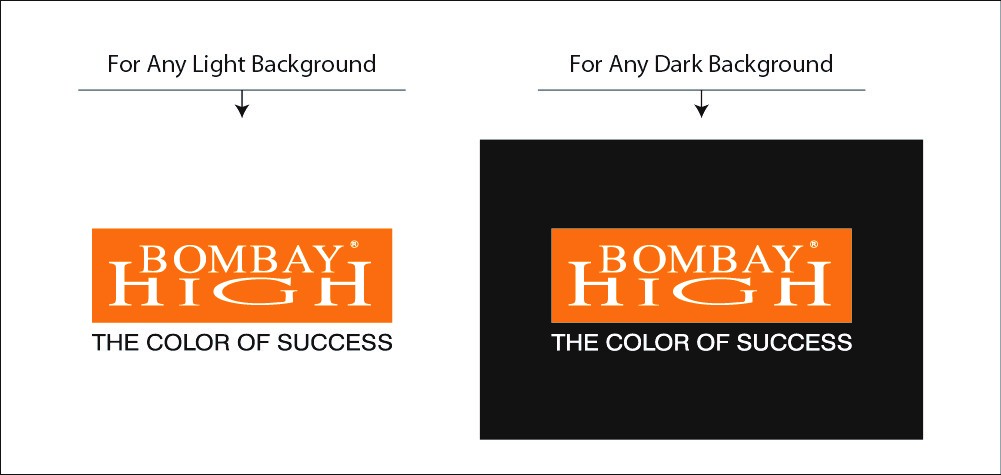 For Any Light Background
BOMBAY®
HIGH
THE COLOR OF SUCCESS
For Any Dark Background
BOMBAY®
HIGH
THE COLOR OF SUCCESS